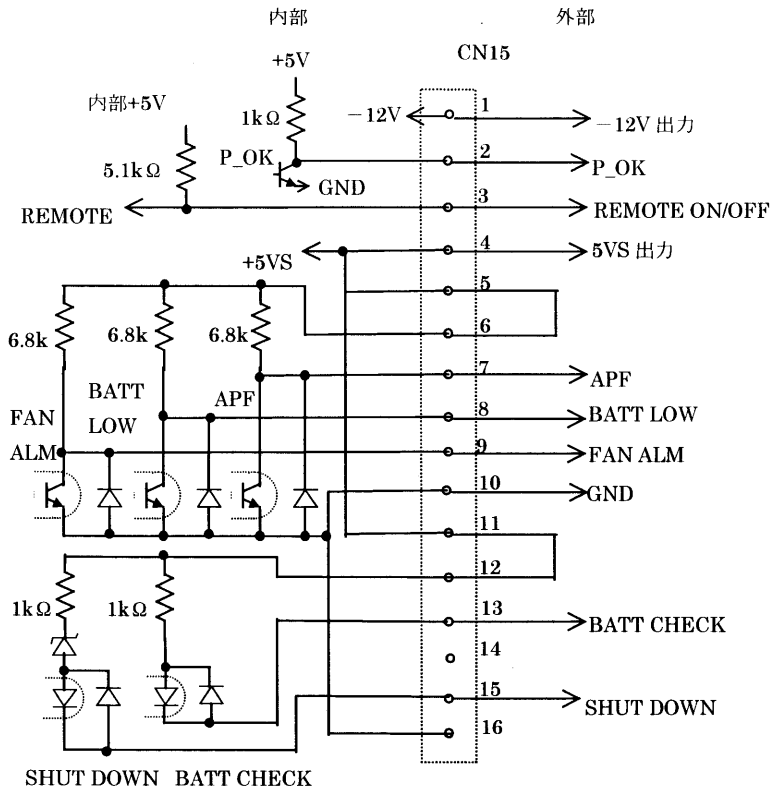 内部
外部
CN15
+5V
内部+5V
1kΩ
−12V
1
−12V 出力
P_OK
2
P_OK
5.1kΩ
GND
REMOTE
3
REMOTE ON/OFF
+5VS
4
5VS 出力
5
6
6.8k
6.8k
6.8k
7
APF
BATT
LOW
APF
8
BATT LOW
FAN
ALM
9
FAN ALM
10
GND
11
12
1kΩ
1kΩ
13
BATT CHECK
14
15
SHUT DOWN
16
SHUT DOWN
BATT CHECK